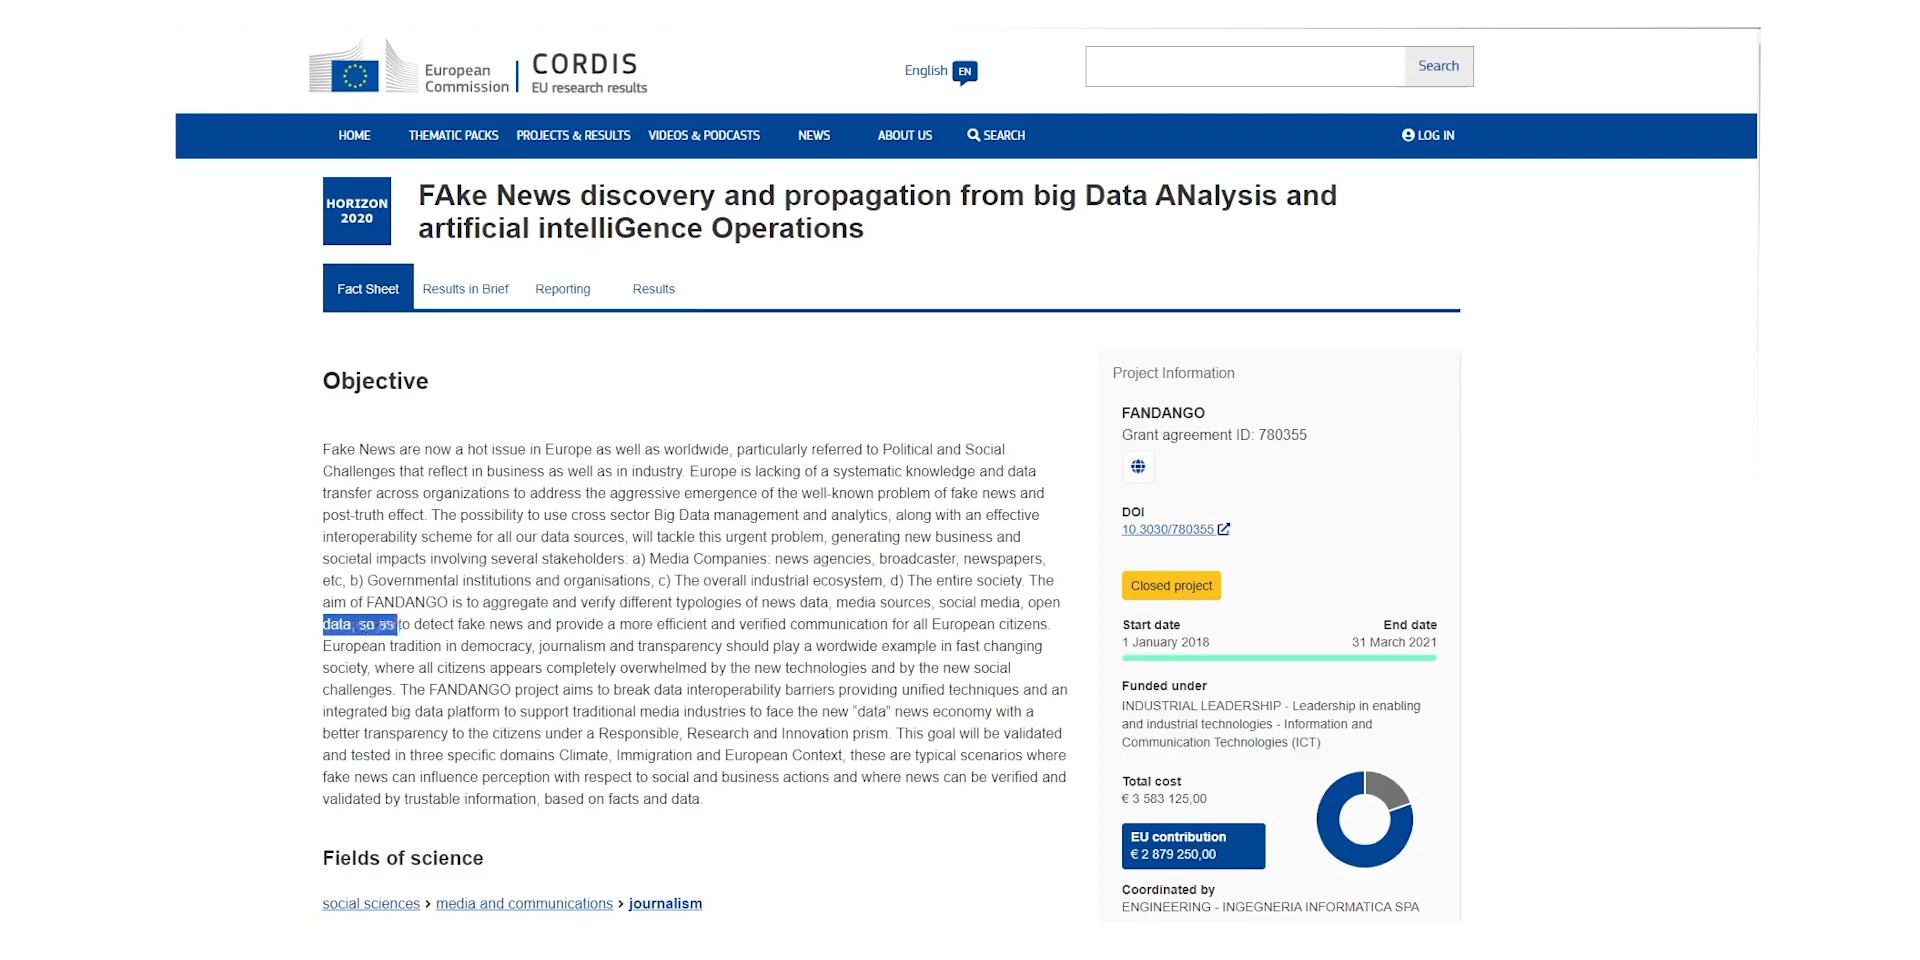 European
Commission
CORDIS
EU research results
English EN
Search
HOME THEMATIC PACKS PROJECTS & RESULTS VIDEOS & PODCASTS NEWS ABOUT US SEARCH LOG IN
HORIZON
2020
FAke News discovery and propagation from big Data ANalysis and
artificial intelliGence Operations
Fact Sheet Results in Brief Reporting Results
Objective
Fake News are now a hot issue in Europe as well as worldwide, particularly referred to Political and Social
Challenges that reflect in business as well as in industry. Europe is lacking of a systematic knowledge and data
transfer across organizations to address the aggressive emergence of the well-known problem of fake news and
post-truth effect. The possibility to use cross sector Big Data management and analytics, along with an effective
interoperability scheme for all our data sources, will tackle this urgent problem, generating new business and
societal impacts involving several stakeholders: a) Media Companies: news agencies, broadcaster, newspapers,
etc, b) Governmental institutions and organisations, c) The overall industrial ecosystem, d) The entire society. The
aim of FANDANGO is to aggregate and verify different typologies of news data, media sources, social media, open
data, so as to detect fake news and provide a more efficient and verified communication for all European citizens.
European tradition in democracy, journalism and transparency should play a wordwide example in fast changing
society, where all citizens appears completely overwhelmed by the new technologies and by the new social
challenges. The FANDANGO project aims to break data interoperability barriers providing unified techniques and an
integrated big data platform to support traditional media industries to face the new “data” news economy with a
better transparency to the citizens under a Responsible, Research and Innovation prism. This goal will be validated
and tested in three specific domains Climate, Immigration and European Context, these are typical scenarios where
fake news can influence perception with respect to social and business actions and where news can be verified and
validated by trustable information, based on facts and data.
Fields of science
social sciences › media and communications › journalism
Project Information
FANDANGO
Grant agreement ID: 780355
DOI
10.3030/780355
Closed project
Start date End date
1 January 2018 31 March 2021
Funded under
INDUSTRIAL LEADERSHIP - Leadership in enabling
and industrial technologies - Information and
Communication Technologies (ICT)
Total cost
€ 3 583 125,00
EU contribution
€ 2 879 250,00
Coordinated by
ENGINEERING - INGEGNERIA INFORMATICA SPA